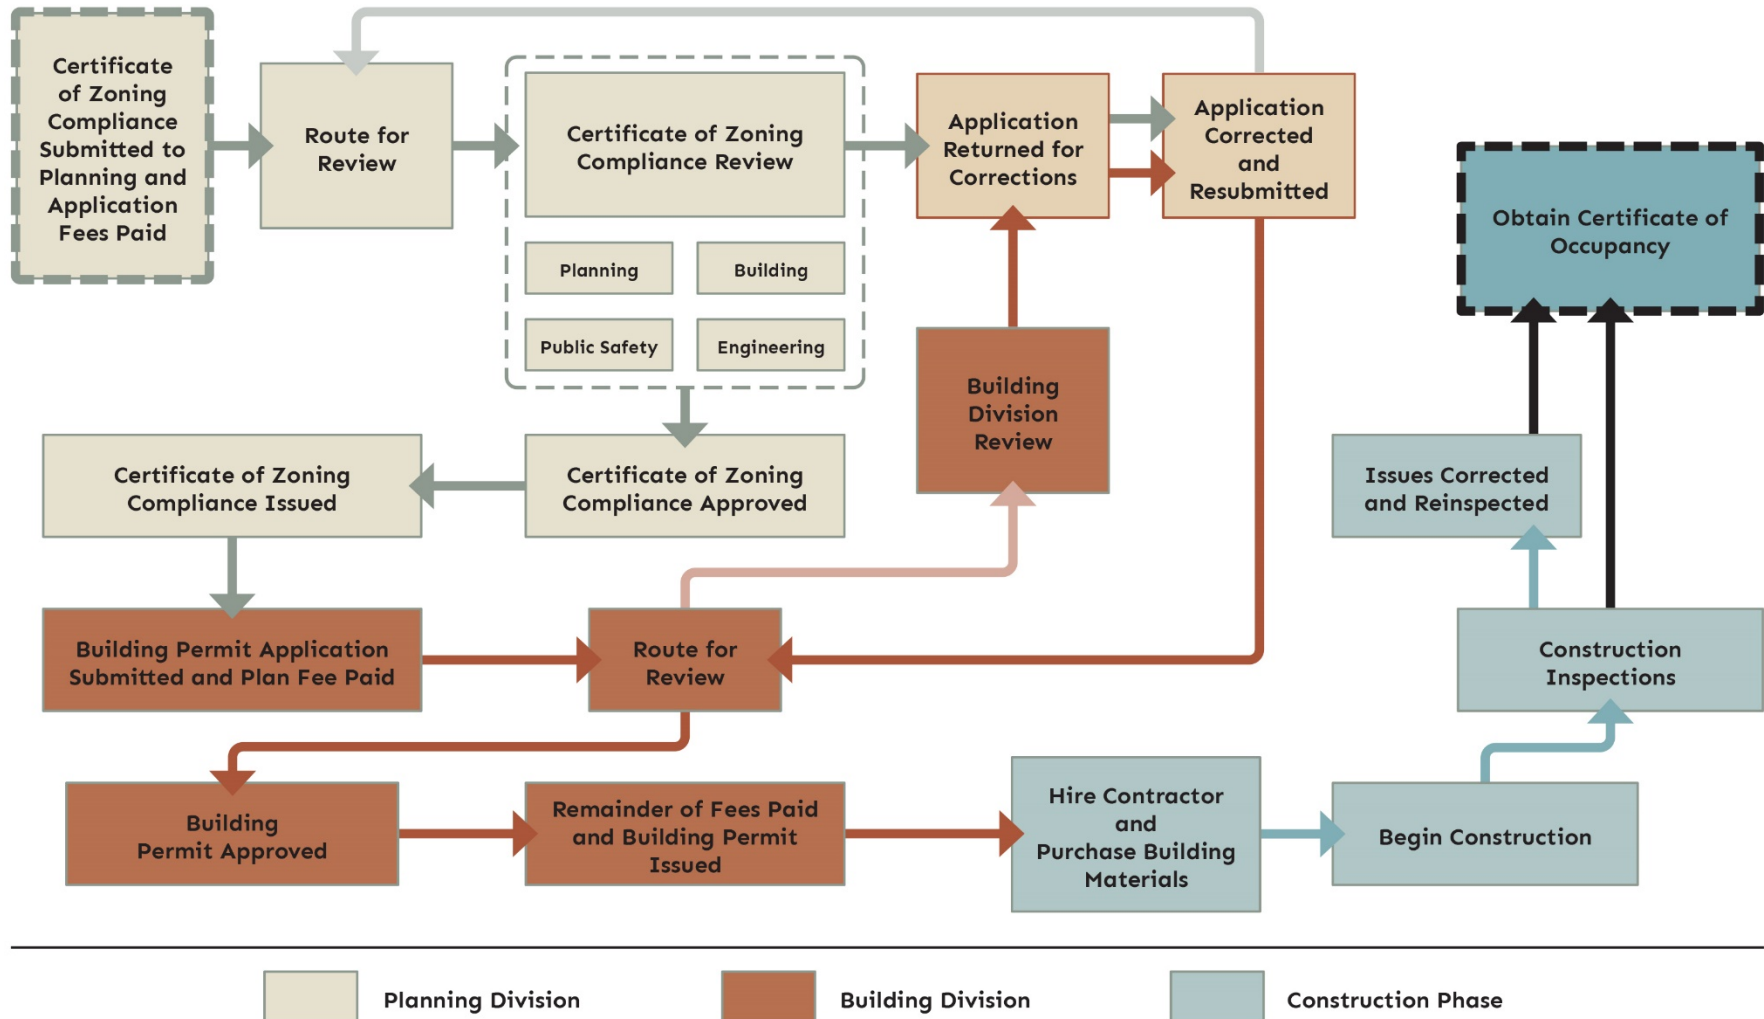 Certificate
of Zoning
Compliance
Submitted to
Planning and
Application
Fees Paid
Route for
Review
Certificate of Zoning
Compliance Review
Planning
Building
Public Safety
Engineering
Application
Returned for
Corrections
Application
Corrected
and
Resubmitted
Obtain Certificate of
Occupancy
Building
Division
Review
Certificate of Zoning
Compliance Issued
Certificate of Zoning
Compliance Approved
Issues Corrected
and Reinspected
Building Permit Application
Submitted and Plan Fee Paid
Route for
Review
Construction
Inspections
Building
Permit Approved
Remainder of Fees Paid
and Building Permit
Issued
Hire Contractor
and
Purchase Building
Materials
Begin Construction
Planning Division
Building Division
Construction Phase